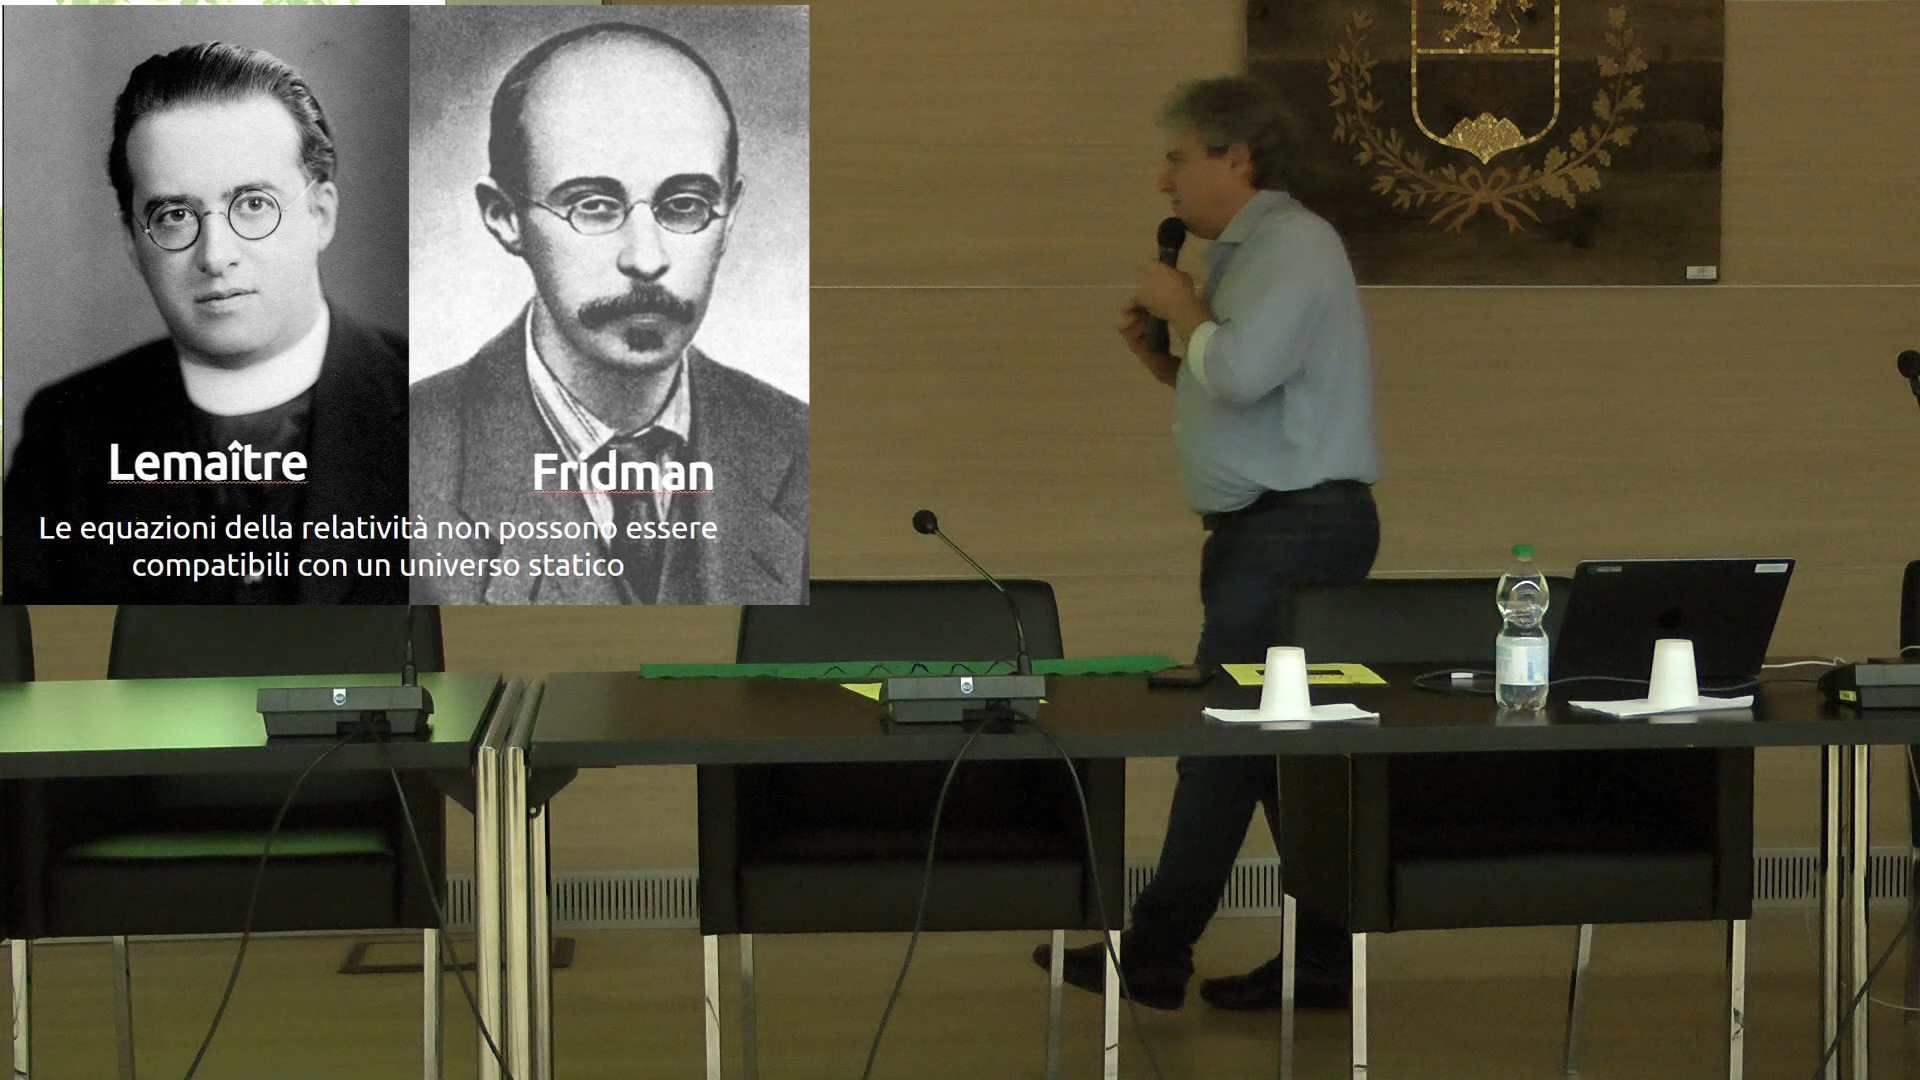 Lemaître
Fridman
Le equazioni della relatività non possono essere
compatibili con un universo statico